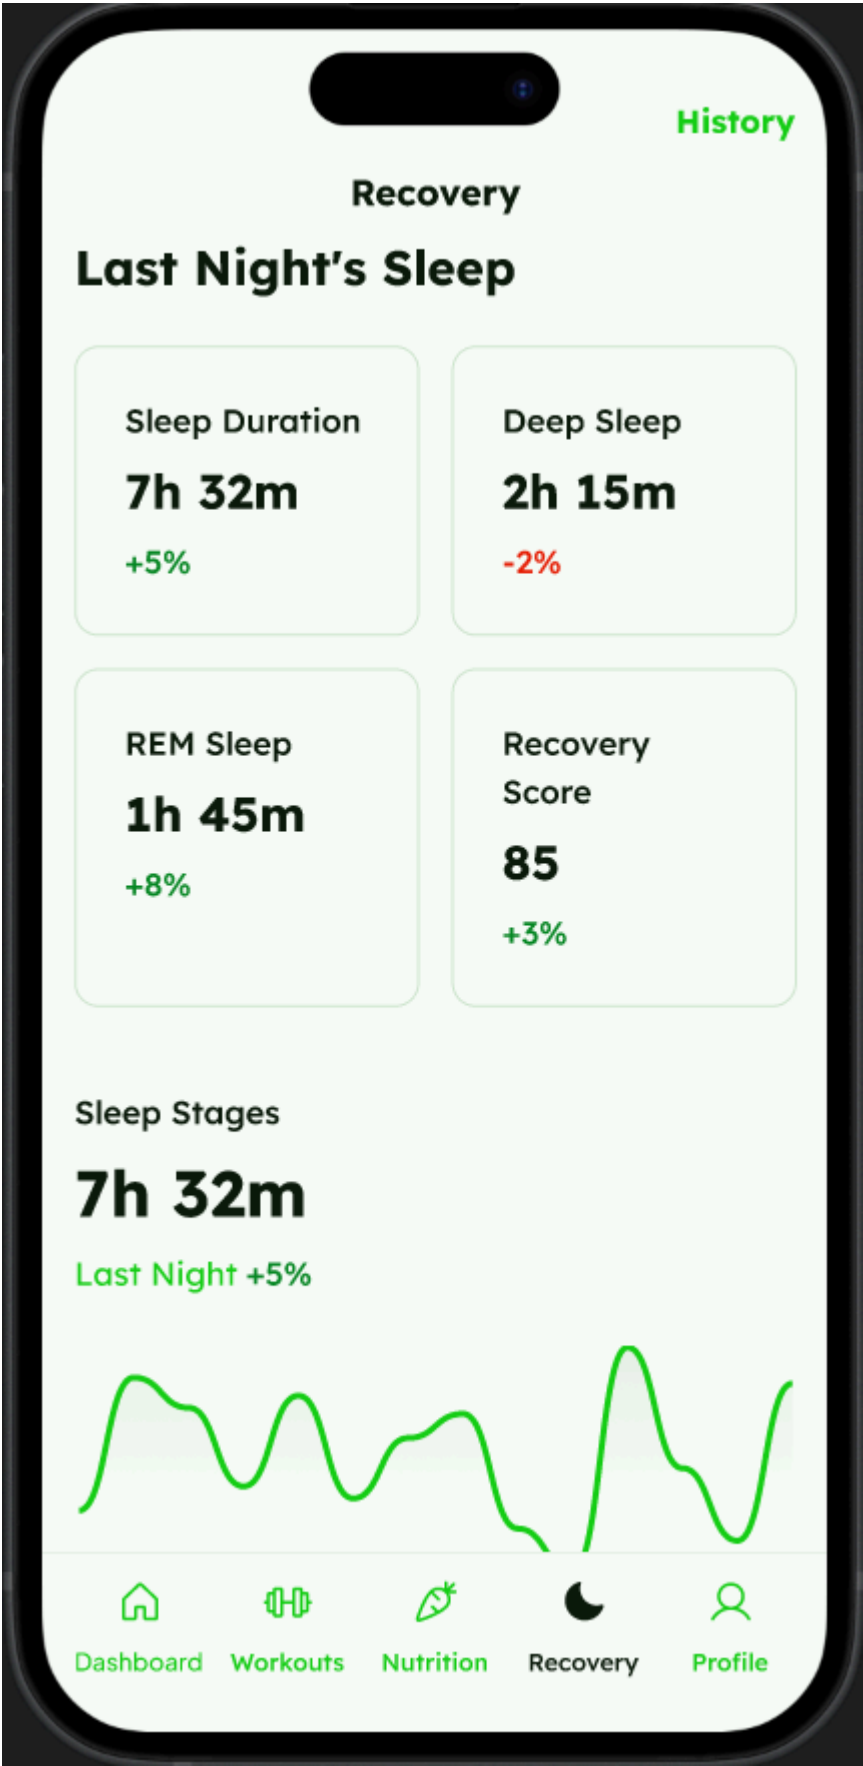 History
Recovery
Last Night's Sleep
Sleep Duration
7h 32m
+5%
Deep Sleep
2h 15m
-2%
REM Sleep
1h 45m
+8%
Recovery
Score
85
+3%
Sleep Stages
7h 32m
Last Night +5%
Dashboard Workouts Nutrition Recovery Profile